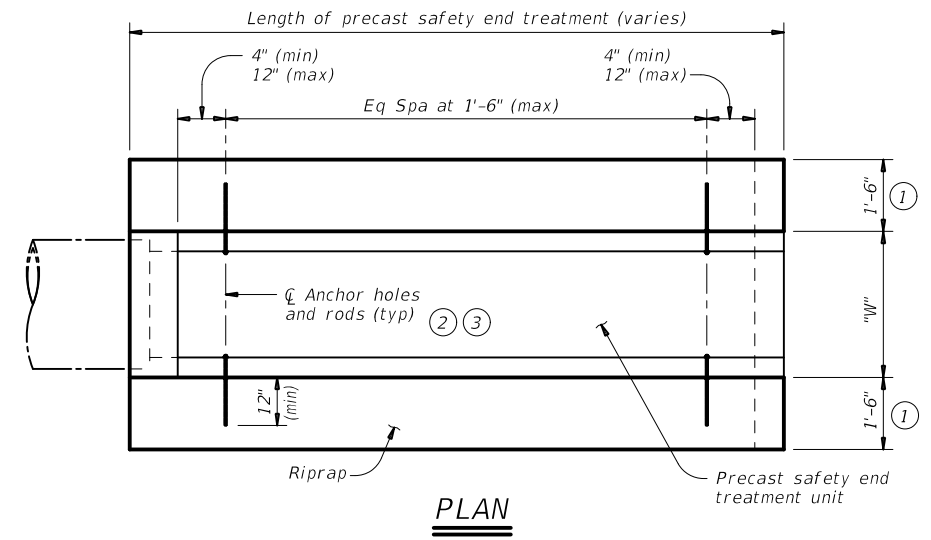 Length of precast safety end treatment (varies)
4" (min)
12" (max)
4" (min)
12" (max)
Eq Spa at 1'-6" (max)
1'-6"
1
℄ Anchor holes
and rods (typ)
2 3
"W"
12"
(min)
1'-6"
1
Riprap
Precast safety end
treatment unit
PLAN